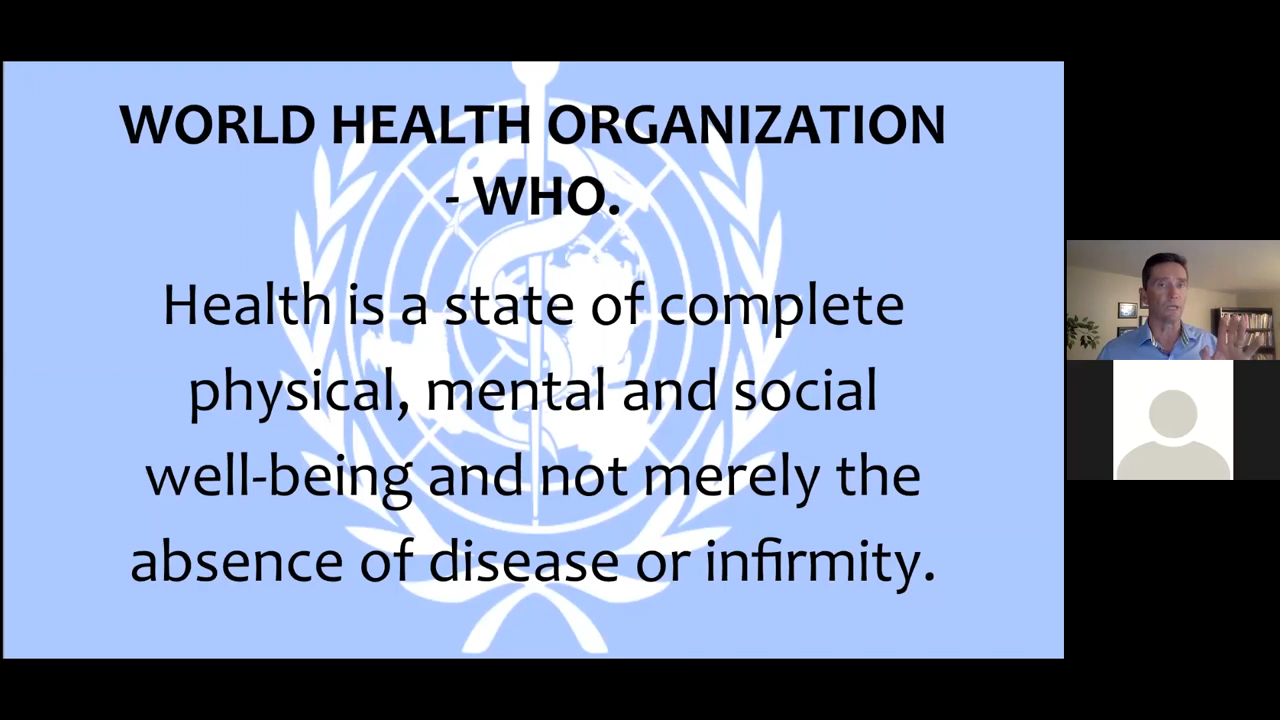 WORLD HEALTH ORGANIZATION
- WHO.
Health is a state of complete
physical, mental and social
well-being and not merely the
absence of disease or infirmity.